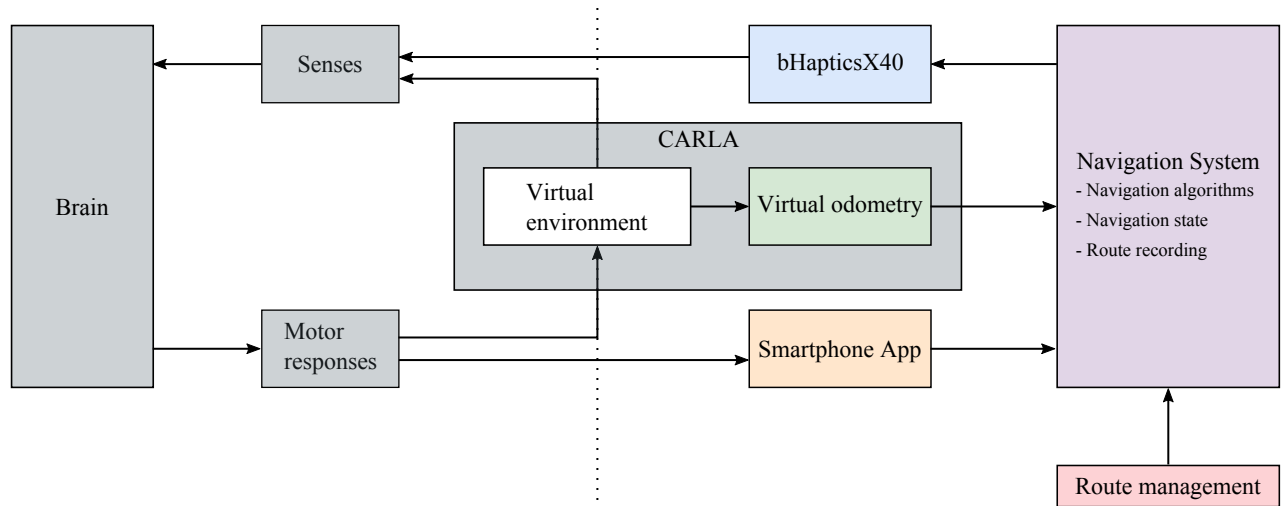 Senses
bHapticsX40
CARLA
Brain
Virtual
environment
Virtual odometry
Navigation System
- Navigation algorithms
- Navigation state
- Route recording
Motor
responses
Smartphone App
Route management